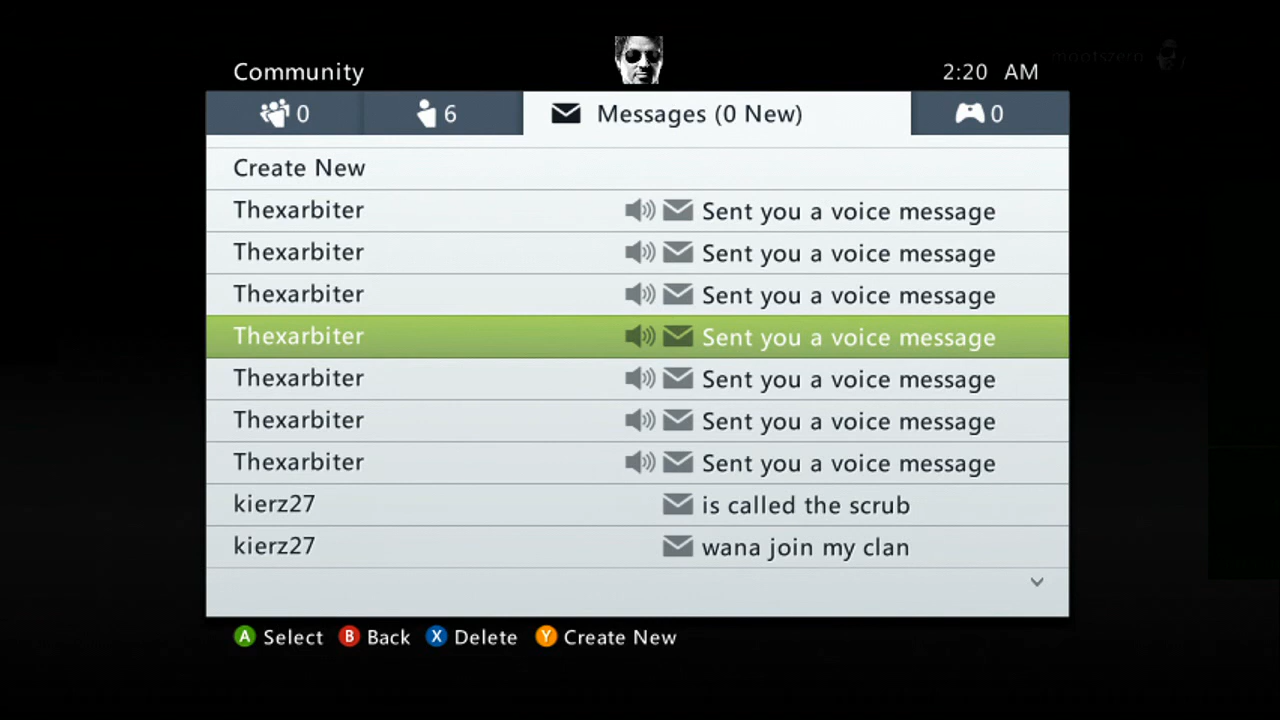 Community
2:20 AM
0
6
Messages (0 New)
0
Create New
Thexarbiter Sent you a voice message
Thexarbiter Sent you a voice message
Thexarbiter Sent you a voice message
Thexarbiter Sent you a voice message
Thexarbiter Sent you a voice message
Thexarbiter Sent you a voice message
Thexarbiter Sent you a voice message
kierz27 is called the scrub
kierz27 wana join my clan
A Select B Back X Delete Y Create New